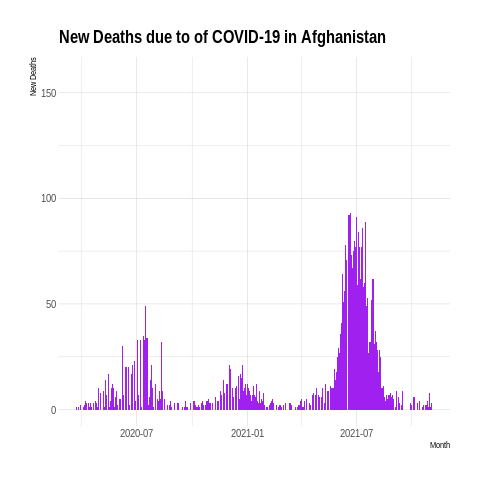 New Deaths due to of COVID-19 in Afghanistan
New Deaths
150
100
50
0
2020-07
2021-01
2021-07
Month